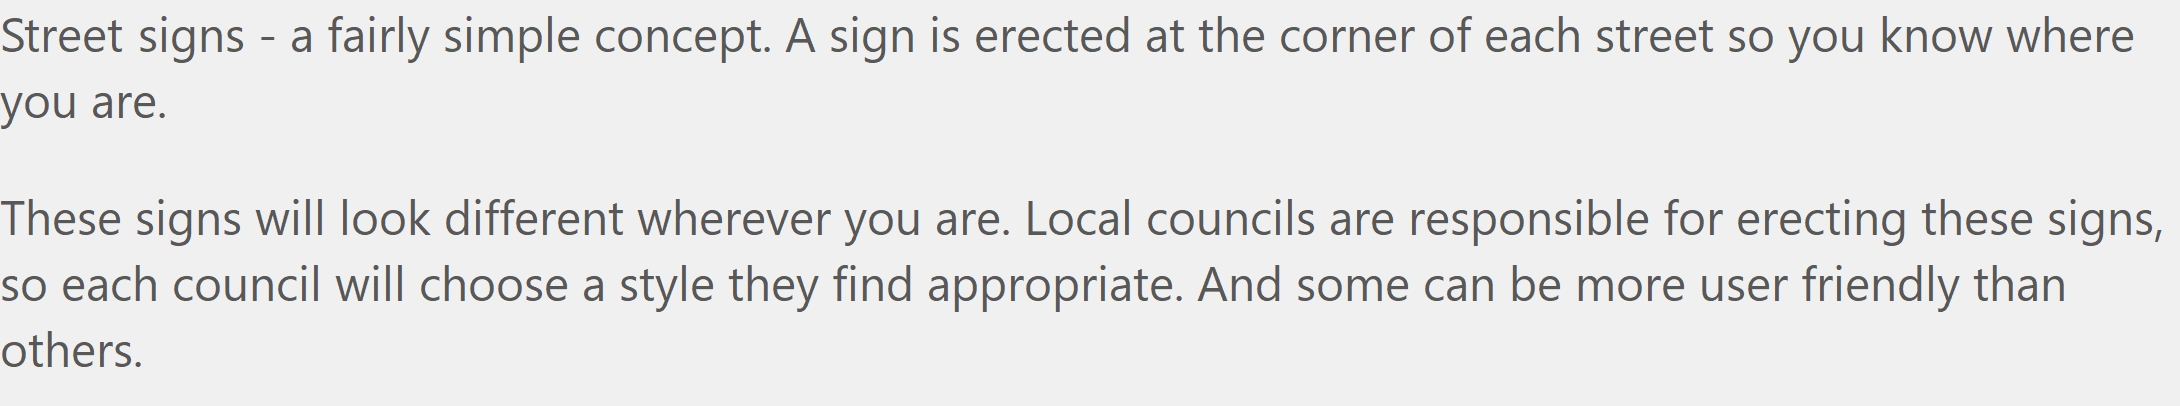 Street signs - a fairly simple concept. A sign is erected at the corner of each street so you know where
you are.
These signs will look different wherever you are. Local councils are responsible for erecting these signs,
so each council will choose a style they find appropriate. And some can be more user friendly than
others.